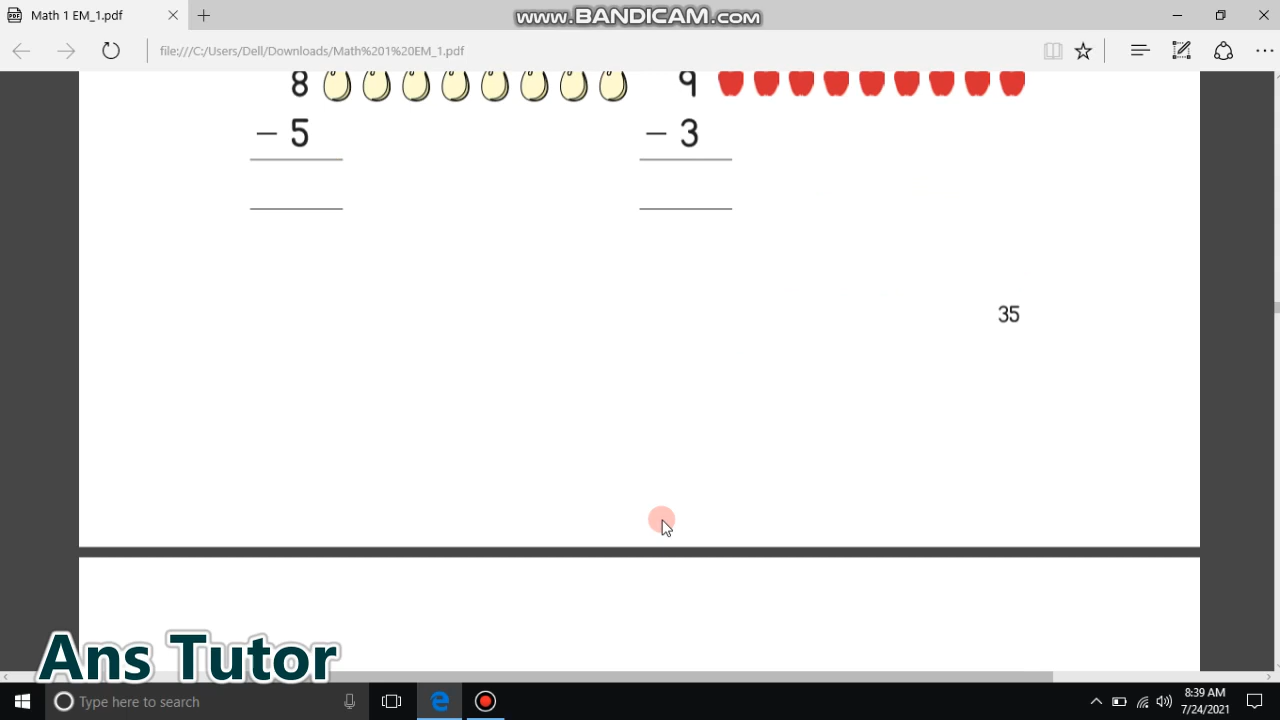 Math 1 EM_1.pdf
www.BANDICAM.com
file:///C:/Users/Dell/Downloads/Math%201%20EM_1.pdf
8 9
- 5 - 3
35
Ans Tutor
Type here to search
8:39 AM
7/24/2021